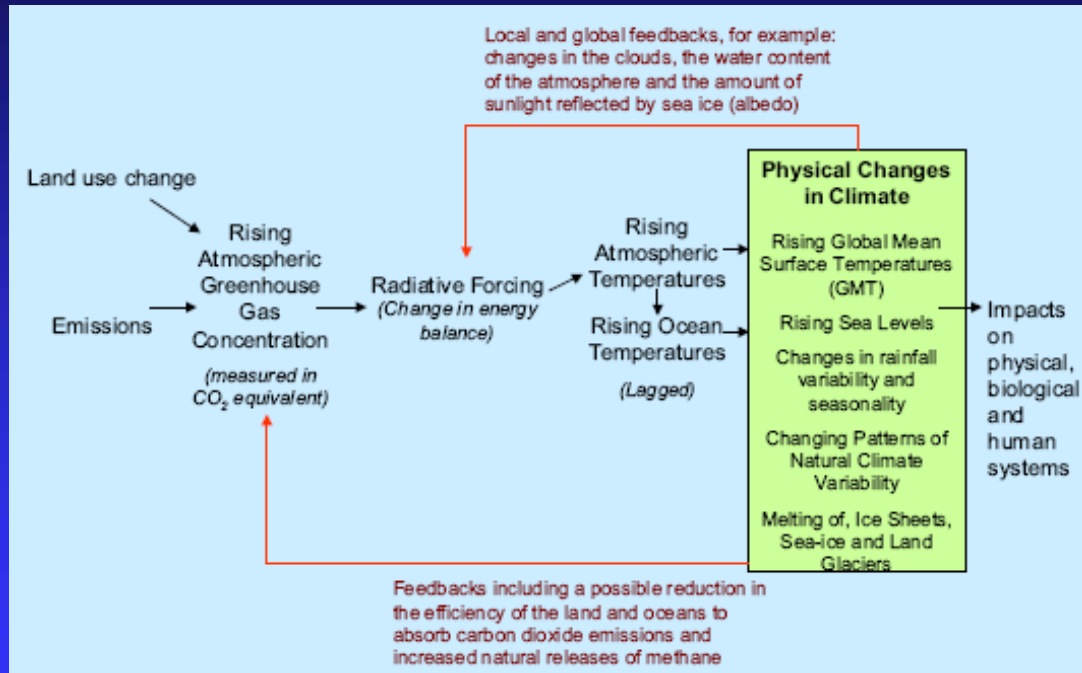 Local and global feedbacks, for example:
changes in the clouds, the water content
of the atmosphere and the amount of
sunlight reflected by sea ice (albedo)
Land use change
Emissions
Rising
Atmospheric
Greenhouse
Gas
Concentration
(measured in
CO₂ equivalent)
Radiative Forcing
(Change in energy
balance)
Rising
Atmospheric
Temperatures
Rising Ocean
Temperatures
(Lagged)
Physical Changes
in Climate
Rising Global Mean
Surface Temperatures
(GMT)
Rising Sea Levels
Changes in rainfall
variability and
seasonality
Changing Patterns of
Natural Climate
Variability
Melting of, Ice Sheets,
Sea-ice and Land
Glaciers
Impacts
on
physical,
biological
and
human
systems
Feedbacks including a possible reduction in
the efficiency of the land and oceans to
absorb carbon dioxide emissions and
increased natural releases of methane